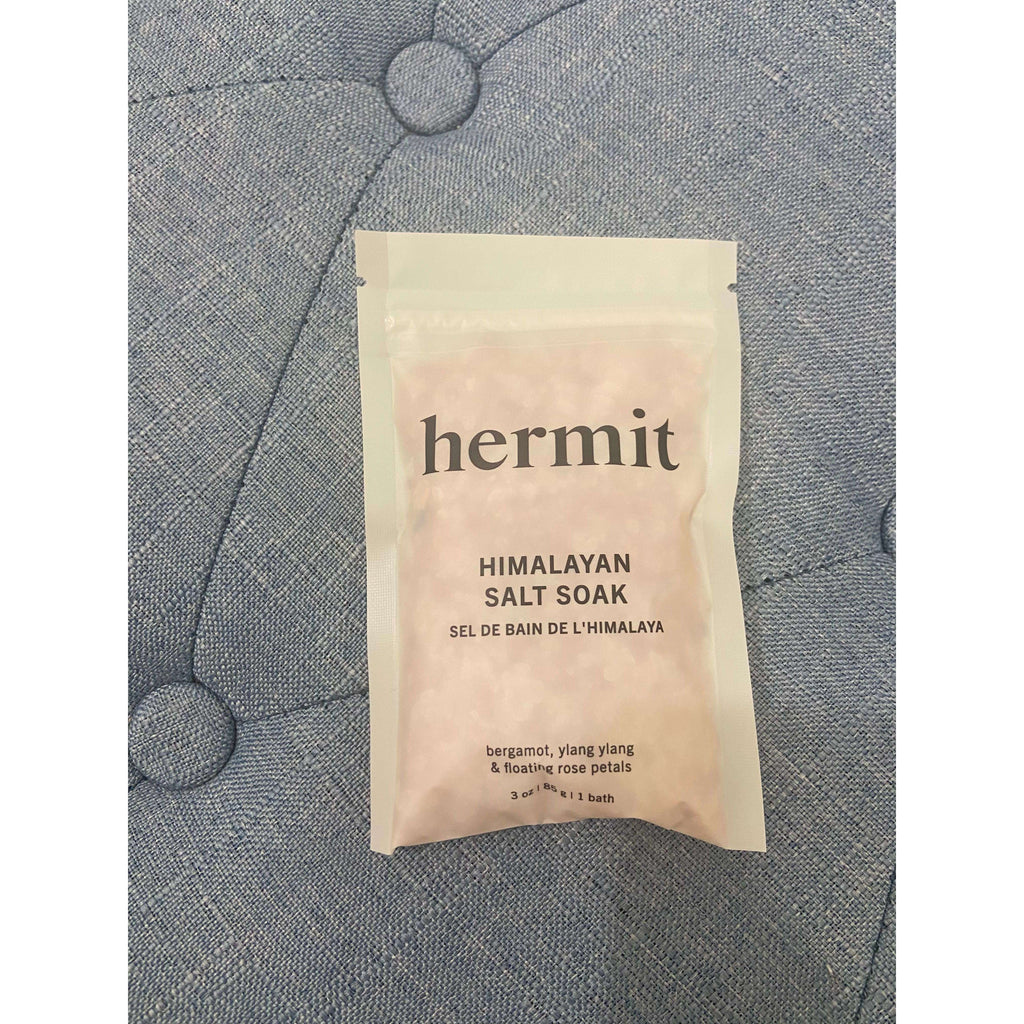 hermit
HIMALAYAN
SALT SOAK
SEL DE BAIN DE L'HIMALAYA
bergamot, ylang ylang
& floating rose petals
3 oz | 85 g | 1 bath